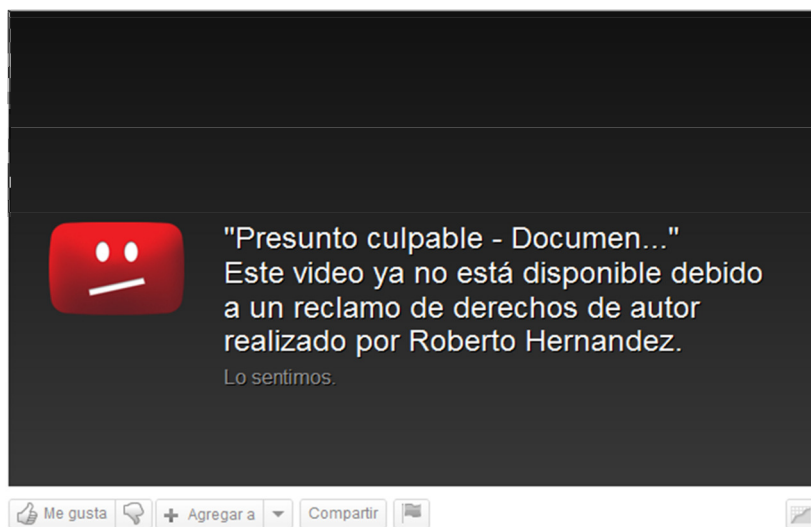 "Presunto culpable - Documen..."
Este video ya no está disponible debido
a un reclamo de derechos de autor
realizado por Roberto Hernandez.
Lo sentimos.
Me gusta Agregar a Compartir